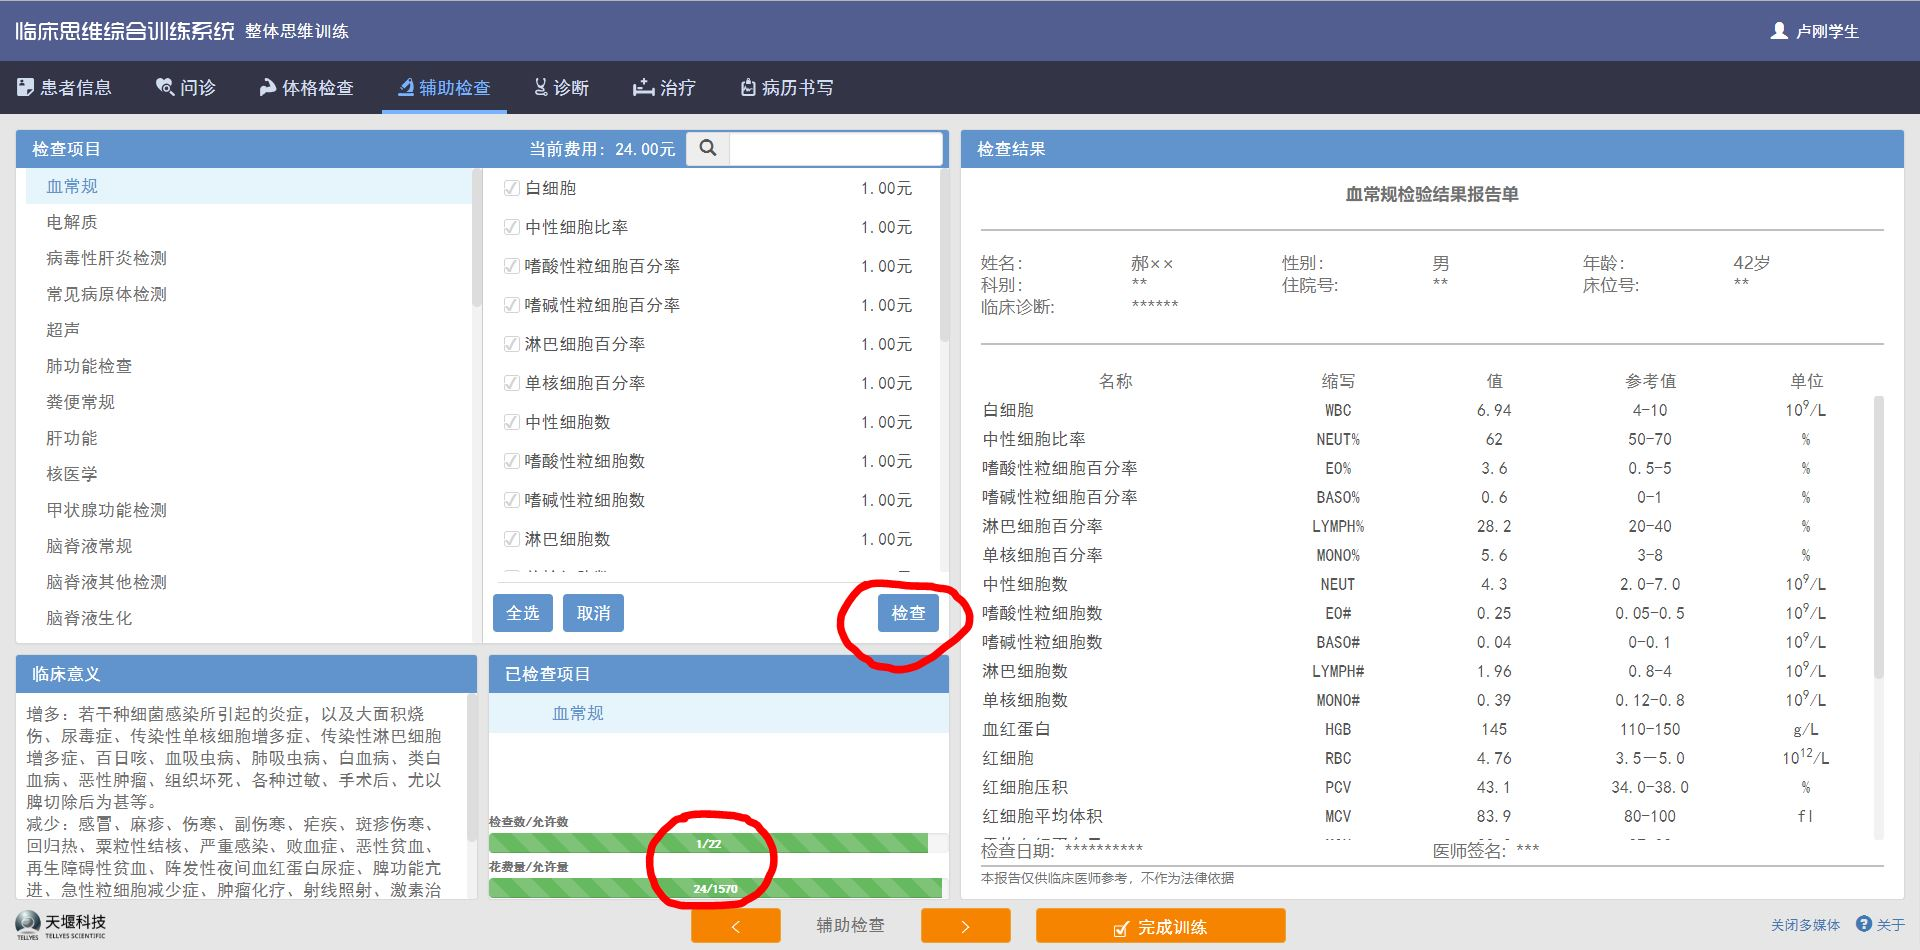 临床思维综合训练系统 整体思维训练 卢刚学生
患者信息 问诊 体格检查 辅助检查 诊断 治疗 病历书写
检查项目 当前费用: 24.00元
血常规
电解质
病毒性肝炎检测
常见病原体检测
超声
肺功能检查
粪便常规
肝功能
核医学
甲状腺功能检测
脑脊液常规
脑脊液其他检测
脑脊液生化
白细胞 1.00元
中性细胞比率 1.00元
嗜酸性粒细胞百分率 1.00元
嗜碱性粒细胞百分率 1.00元
淋巴细胞百分率 1.00元
单核细胞百分率 1.00元
中性细胞数 1.00元
嗜酸性粒细胞数 1.00元
嗜碱性粒细胞数 1.00元
淋巴细胞数 1.00元
全选 取消 检查
临床意义
增多: 若干种细菌感染所引起的炎症, 以及大面积烧
伤、尿毒症、传染性单核细胞增多症、传染性淋巴细胞
增多症、百日咳、血吸虫病、肺吸虫病、白血病、类白
血病、恶性肿瘤、组织坏死、各种过敏、手术后、尤以
脾切除后为甚等。
减少: 感冒、麻疹、伤寒、副伤寒、疟疾、斑疹伤寒、
回归热、粟粒性结核、严重感染、败血症、恶性贫血、
再生障碍性贫血、阵发性夜间血红蛋白尿症、脾功能亢
进、急性粒细胞减少症、肿瘤化疗、射线照射、激素治
已检查项目
血常规
检查数/允许数
1/22
花费量/允许量
24/1570
检查结果
血常规检验结果报告单
姓名: 郝×× 性别: 男 年龄: 42岁
科别: ** 住院号: ** 床位号: **
临床诊断: ******
名称 缩写 值 参考值 单位
白细胞 WBC 6.94 4-10 10⁹/L
中性细胞比率 NEUT% 62 50-70 %
嗜酸性粒细胞百分率 EO% 3.6 0.5-5 %
嗜碱性粒细胞百分率 BASO% 0.6 0-1 %
淋巴细胞百分率 LYMPH% 28.2 20-40 %
单核细胞百分率 MONO% 5.6 3-8 %
中性细胞数 NEUT 4.3 2.0-7.0 10⁹/L
嗜酸性粒细胞数 EO# 0.25 0.05-0.5 10⁹/L
嗜碱性粒细胞数 BASO# 0.04 0-0.1 10⁹/L
淋巴细胞数 LYMPH# 1.96 0.8-4 10⁹/L
单核细胞数 MONO# 0.39 0.12-0.8 10⁹/L
血红蛋白 HGB 145 110-150 g/L
红细胞 RBC 4.76 3.5—5.0 10¹²/L
红细胞压积 PCV 43.1 34.0-38.0 %
红细胞平均体积 MCV 83.9 80-100 fl
检查日期: ********** 医师签名: ***
本报告仅供临床医师参考, 不作为法律依据
天堰科技
TELLYES SCIENTIFIC
TELLYES
< 辅助检查 > 完成训练 关闭多媒体 ? 关于